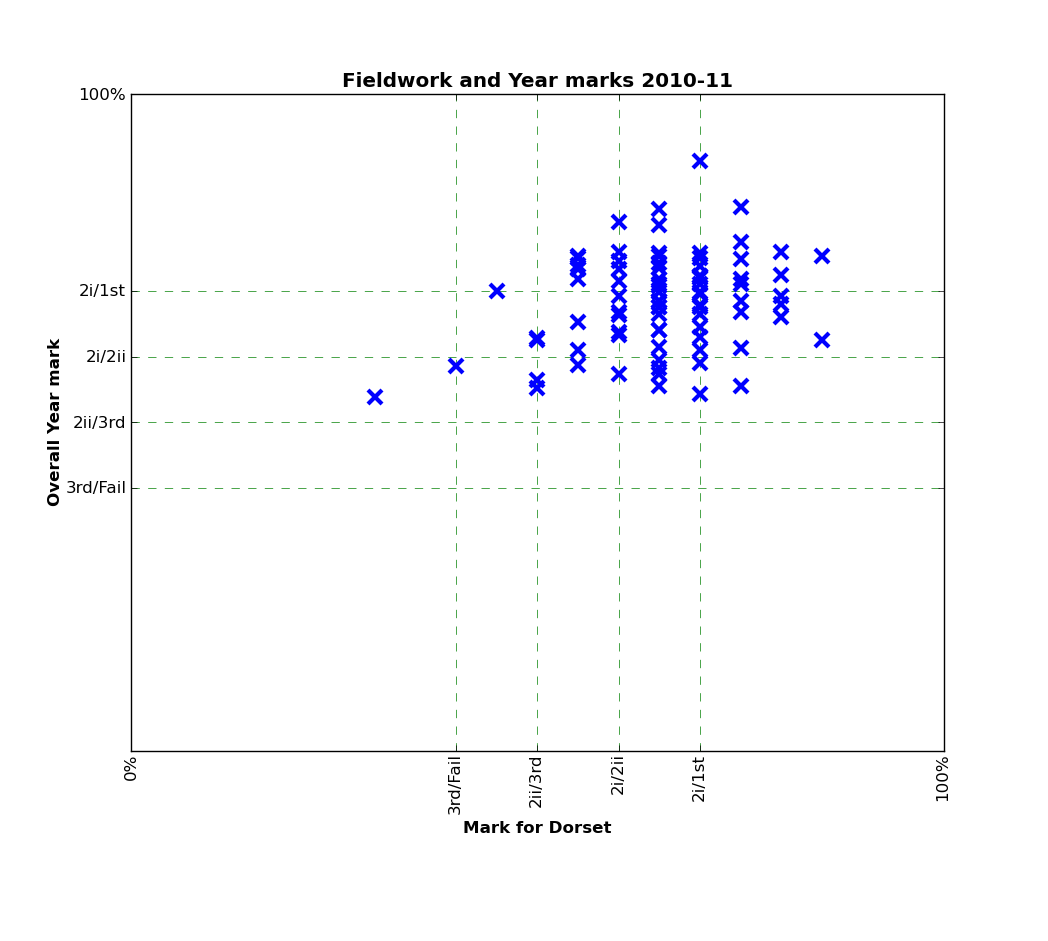 Fieldwork and Year marks 2010-11
100%
2i/1st
2i/2ii
2ii/3rd
3rd/Fail
Overall Year mark
0%
3rd/Fail
2ii/3rd
2i/2ii
2i/1st
100%
Mark for Dorset